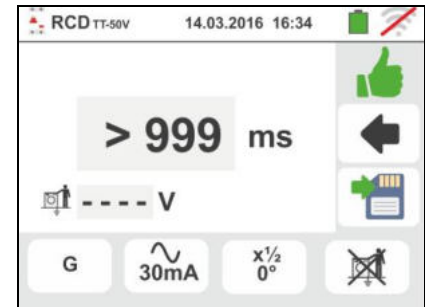 RCD TT-50V 14.03.2016 16:34
> 999 ms
- - - - V
G
30mA
x½
0°